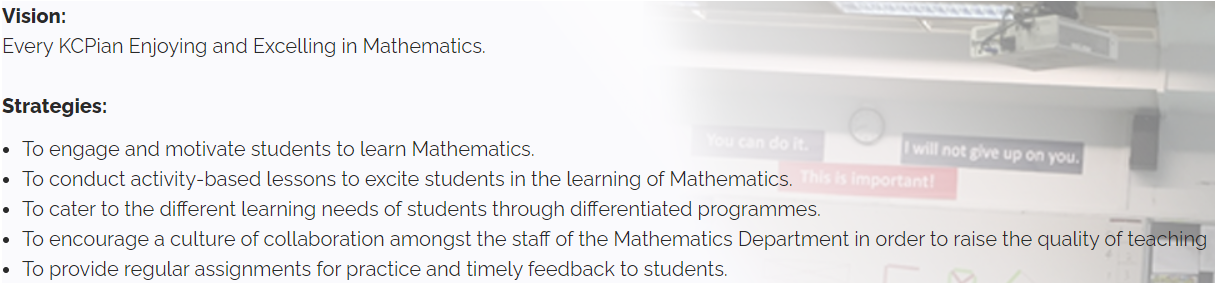 Vision:
Every KCPian Enjoying and Excelling in Mathematics.
Strategies:
• To engage and motivate students to learn Mathematics.
• To conduct activity-based lessons to excite students in the learning of Mathematics.
• To cater to the different learning needs of students through differentiated programmes.
• To encourage a culture of collaboration amongst the staff of the Mathematics Department in order to raise the quality of teaching
• To provide regular assignments for practice and timely feedback to students.
You can do it.
I will not give up on you.
This is important!